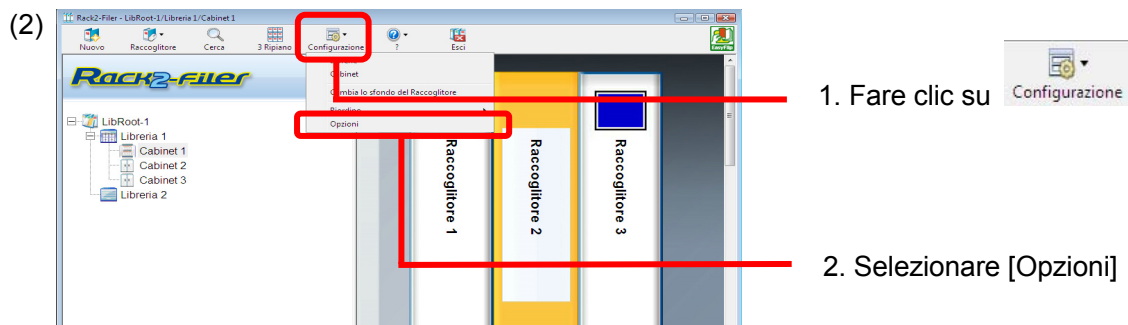 (2)
Rack2-Filer - LibRoot-1/Libreria 1/Cabinet 1
Nuovo Raccoglitore Cerca 3 Ripiano Configurazione ? Esci EasyFlip
Rack2-Filer
Cabinet
Cambia lo sfondo del Raccoglitore
Riordino
Opzioni
LibRoot-1
Libreria 1
Cabinet 1
Cabinet 2
Cabinet 3
Libreria 2
Raccoglitore 1
Raccoglitore 2
Raccoglitore 3
1. Fare clic su
Configurazione
2. Selezionare [Opzioni]